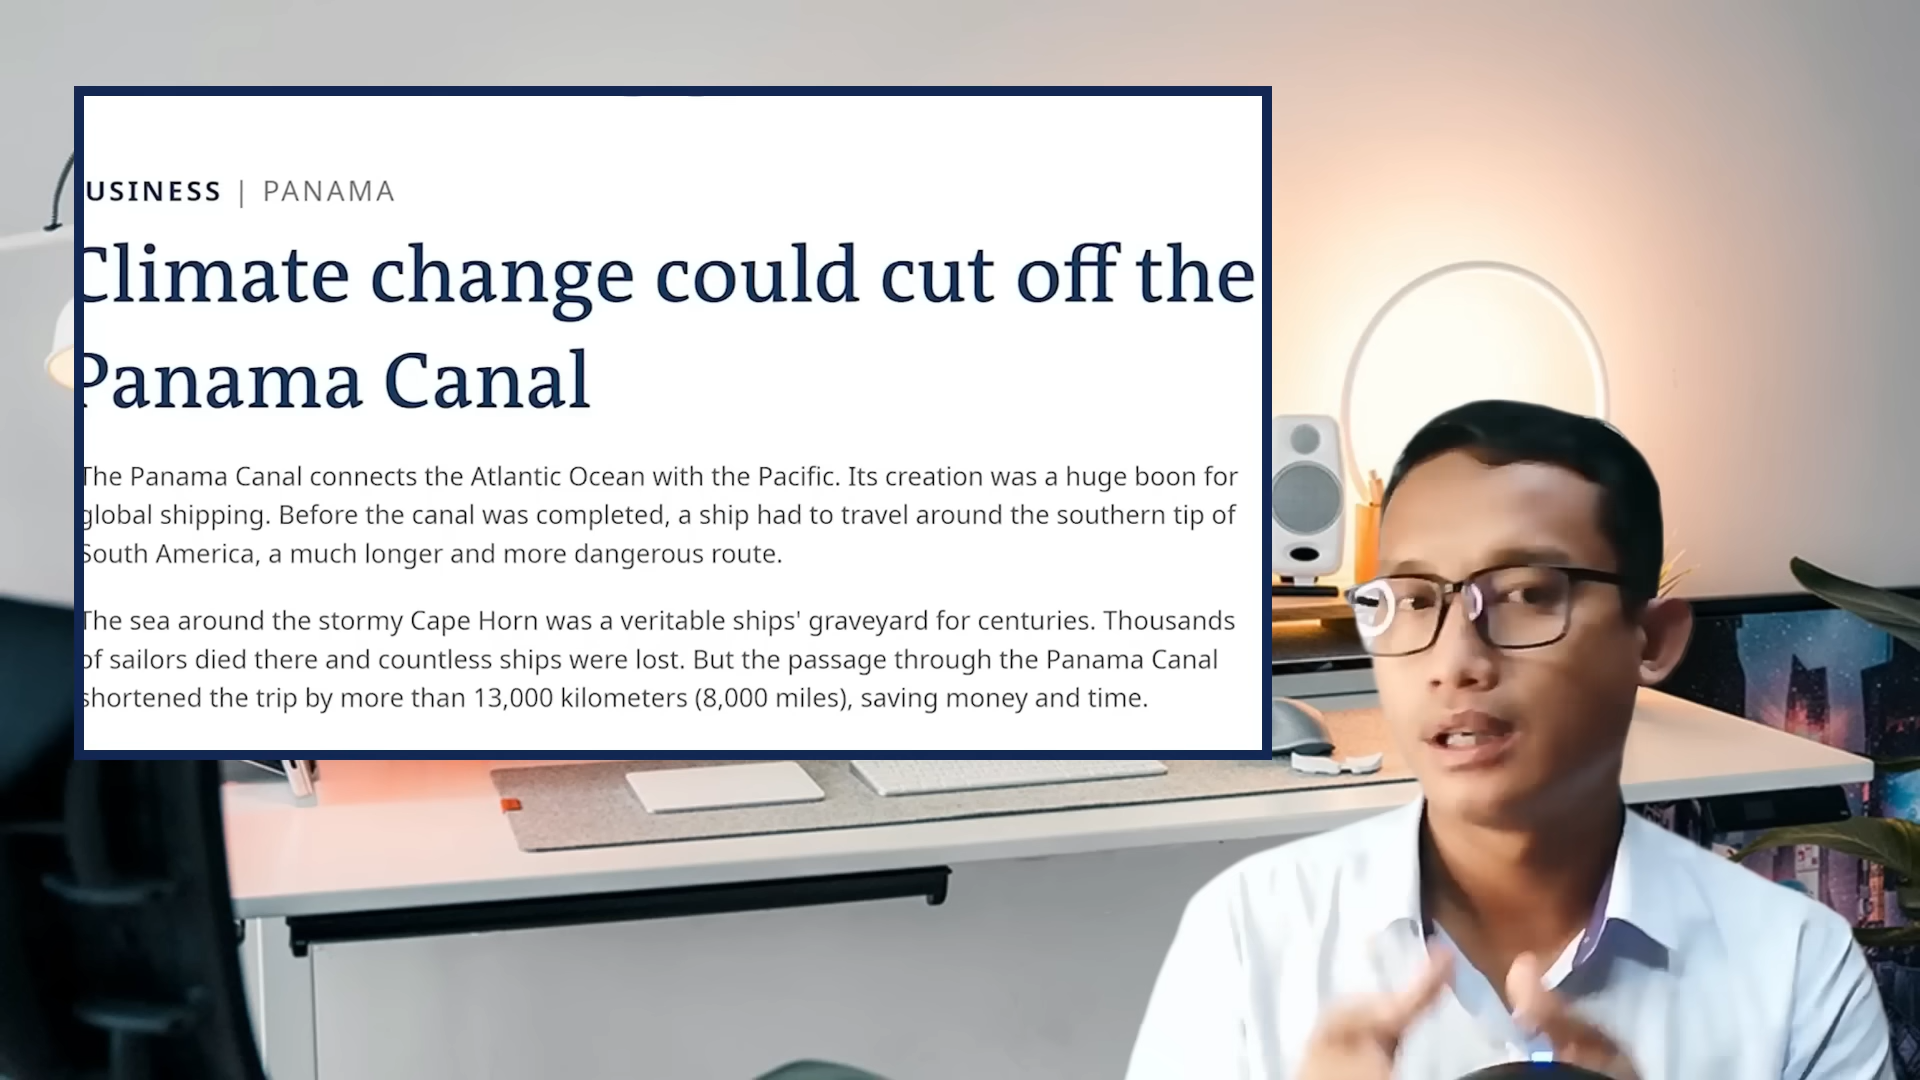 USINESS | PANAMA
Climate change could cut off the
Panama Canal
The Panama Canal connects the Atlantic Ocean with the Pacific. Its creation was a huge boon for
global shipping. Before the canal was completed, a ship had to travel around the southern tip of
South America, a much longer and more dangerous route.
The sea around the stormy Cape Horn was a veritable ships' graveyard for centuries. Thousands
of sailors died there and countless ships were lost. But the passage through the Panama Canal
shortened the trip by more than 13,000 kilometers (8,000 miles), saving money and time.